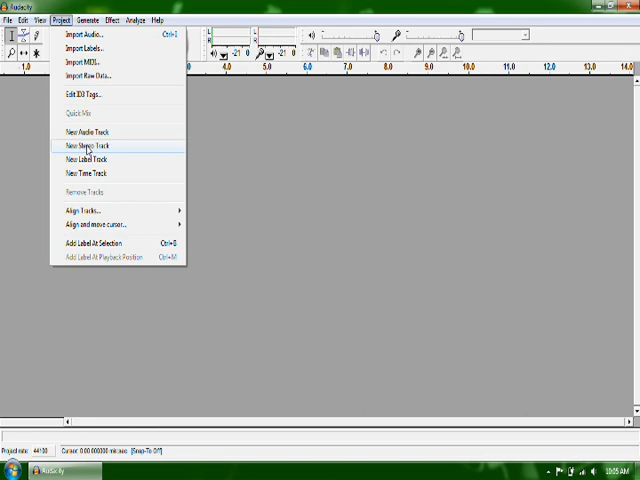 Audacity
File Edit View Project Generate Effect Analyze Help
Import Audio... Ctrl+I
Import Labels...
Import MIDI...
Import Raw Data...
Edit ID3 Tags...
Quick Mix
New Audio Track
New Stereo Track
New Label Track
New Time Track
Remove Tracks
Align Tracks...
Align and move cursor...
Add Label At Selection Ctrl+B
Add Label At Playback Position Ctrl+M
L
R
L
R
-21 0 -21 0
-1.0 4.0 5.0 6.0 7.0 8.0 9.0 10.0 11.0 12.0 13.0 14.0
Project rate: 44100 Cursor: 0:00.000000 min:sec [Snap-To Off]
Audacity 10:05 AM